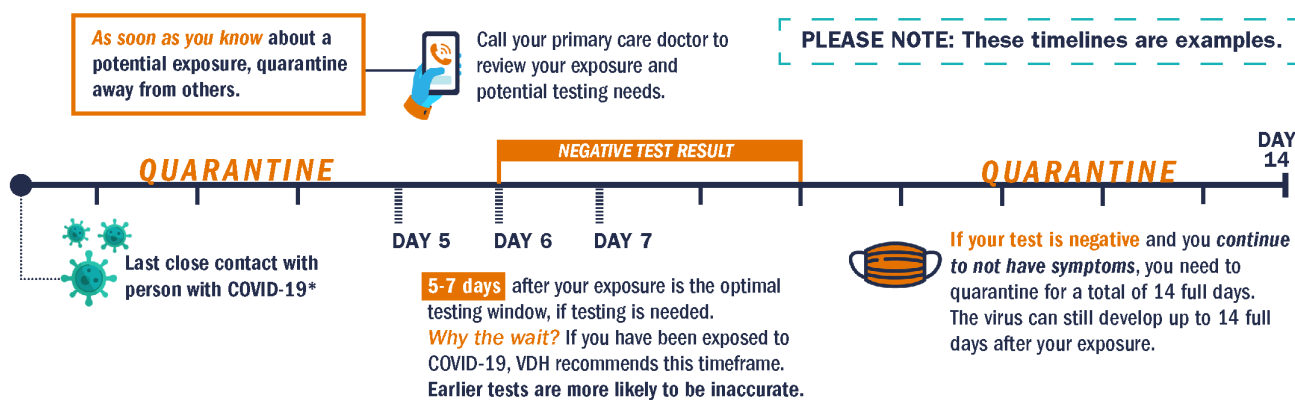 As soon as you know about a
potential exposure, quarantine
away from others.
Call your primary care doctor to
review your exposure and
potential testing needs.
PLEASE NOTE: These timelines are examples.
QUARANTINE
NEGATIVE TEST RESULT
QUARANTINE
DAY
14
Last close contact with
person with COVID-19*
DAY 5
DAY 6
DAY 7
5-7 days after your exposure is the optimal
testing window, if testing is needed.
Why the wait? If you have been exposed to
COVID-19, VDH recommends this timeframe.
Earlier tests are more likely to be inaccurate.
If your test is negative and you continue
to not have symptoms, you need to
quarantine for a total of 14 full days.
The virus can still develop up to 14 full
days after your exposure.